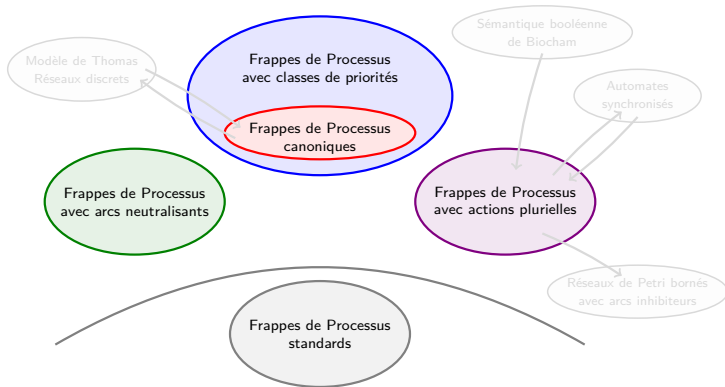 Sémantique booléenne
de Biocham
Modèle de Thomas
Réseaux discrets
Frappes de Processus
avec classes de priorités
Automates
synchronisés
Frappes de Processus
canoniques
Frappes de Processus
avec arcs neutralisants
Frappes de Processus
avec actions plurielles
Réseaux de Petri bornés
avec arcs inhibiteurs
Frappes de Processus
standards